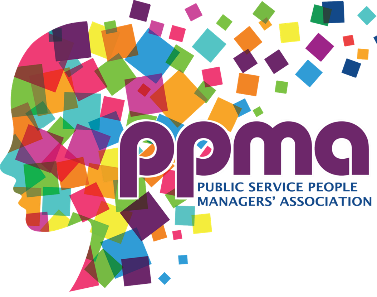 ppma
PUBLIC SERVICE PEOPLE
MANAGERS' ASSOCIATION